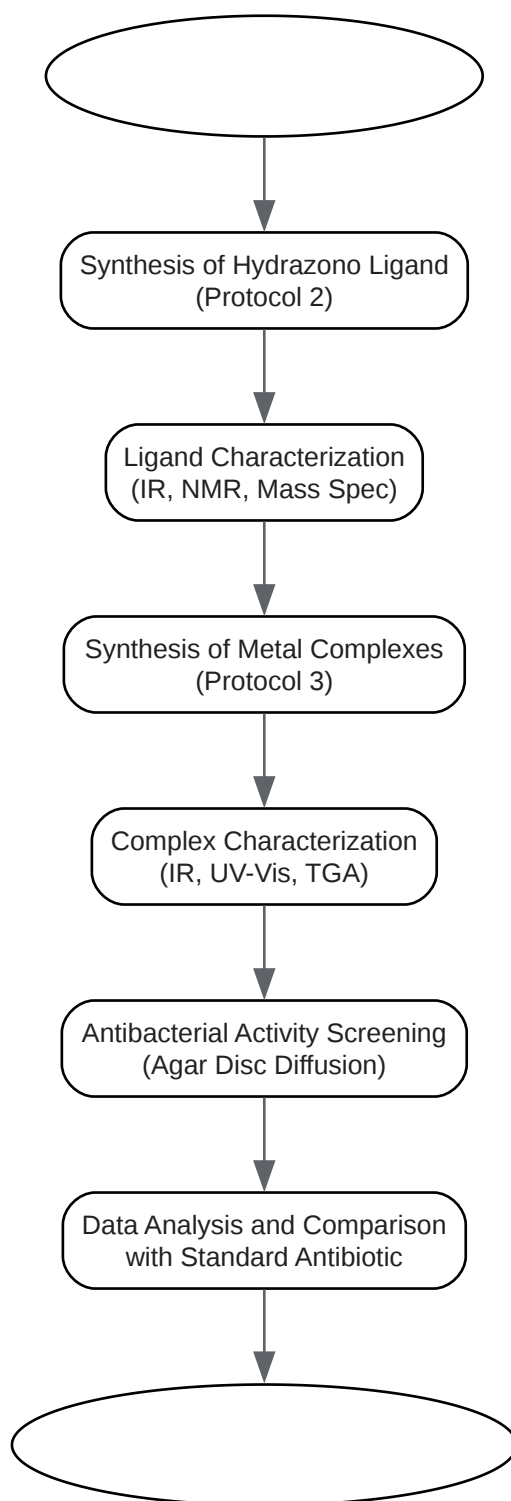 Synthesis of Hydrazono Ligand
(Protocol 2)
Ligand Characterization
(IR, NMR, Mass Spec)
Synthesis of Metal Complexes
(Protocol 3)
Complex Characterization
(IR, UV-Vis, TGA)
Antibacterial Activity Screening
(Agar Disc Diffusion)
Data Analysis and Comparison
with Standard Antibiotic